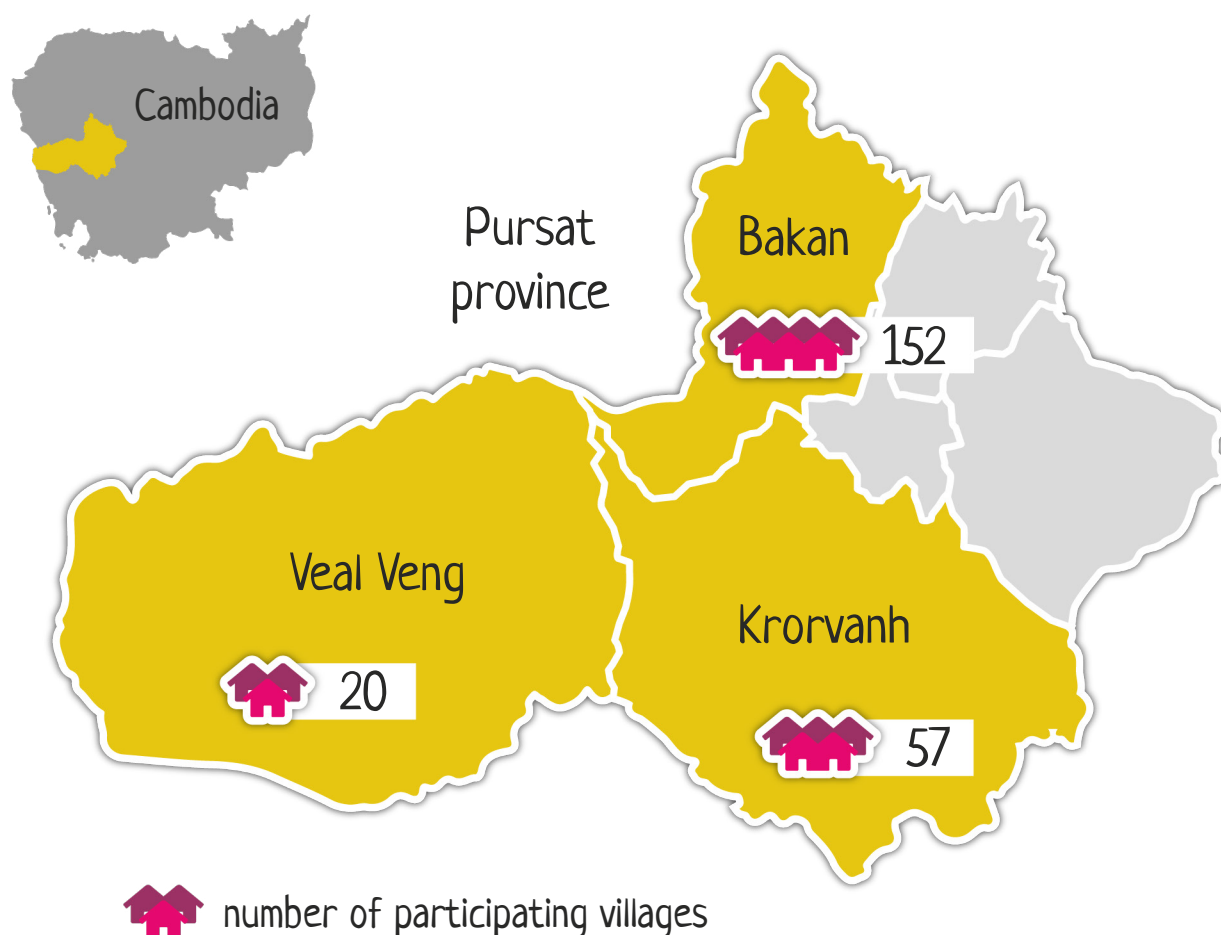 Cambodia
Pursat
province
Bakan
152
Veal Veng
20
Krorvanh
57
number of participating villages